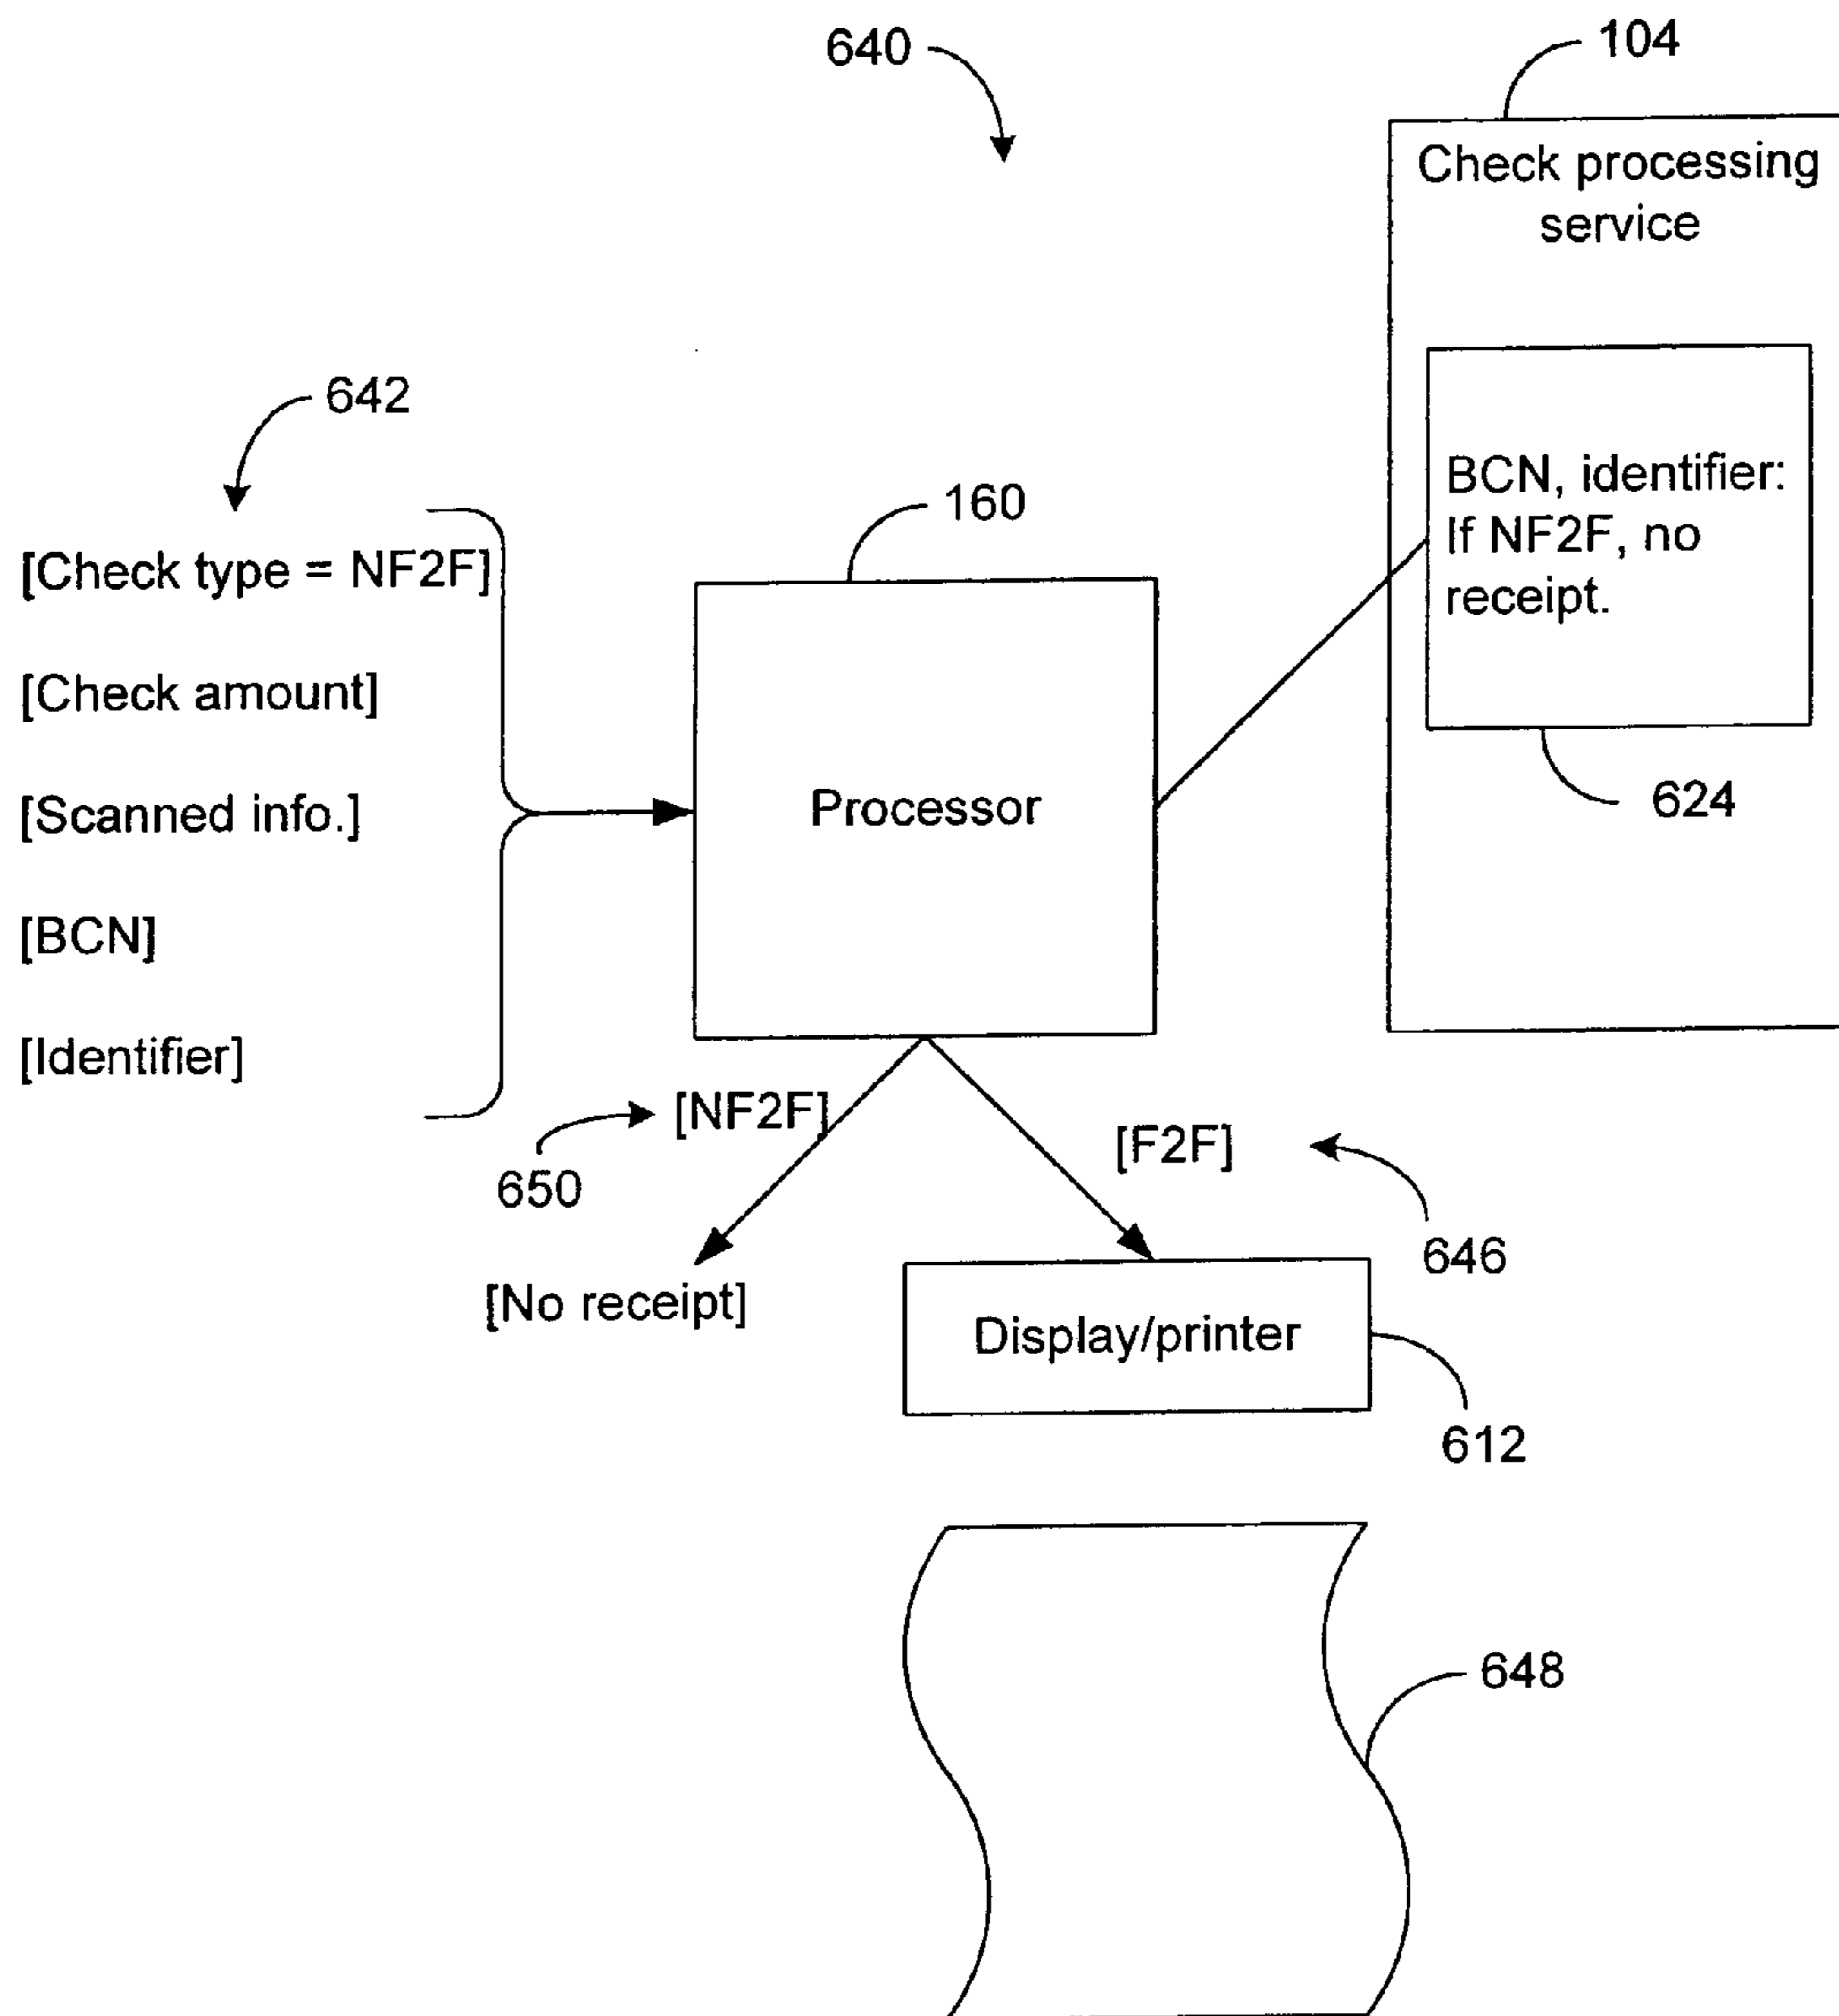 640
104
Check processing
service
642
BCN, identifier:
If NF2F, no
receipt.
160
[Check type = NF2F]
[Check amount]
624
[Scanned info.]
Processor
[BCN]
[Identifier]
[NF2F]
[F2F]
650
646
[No receipt]
Display/printer
612
648